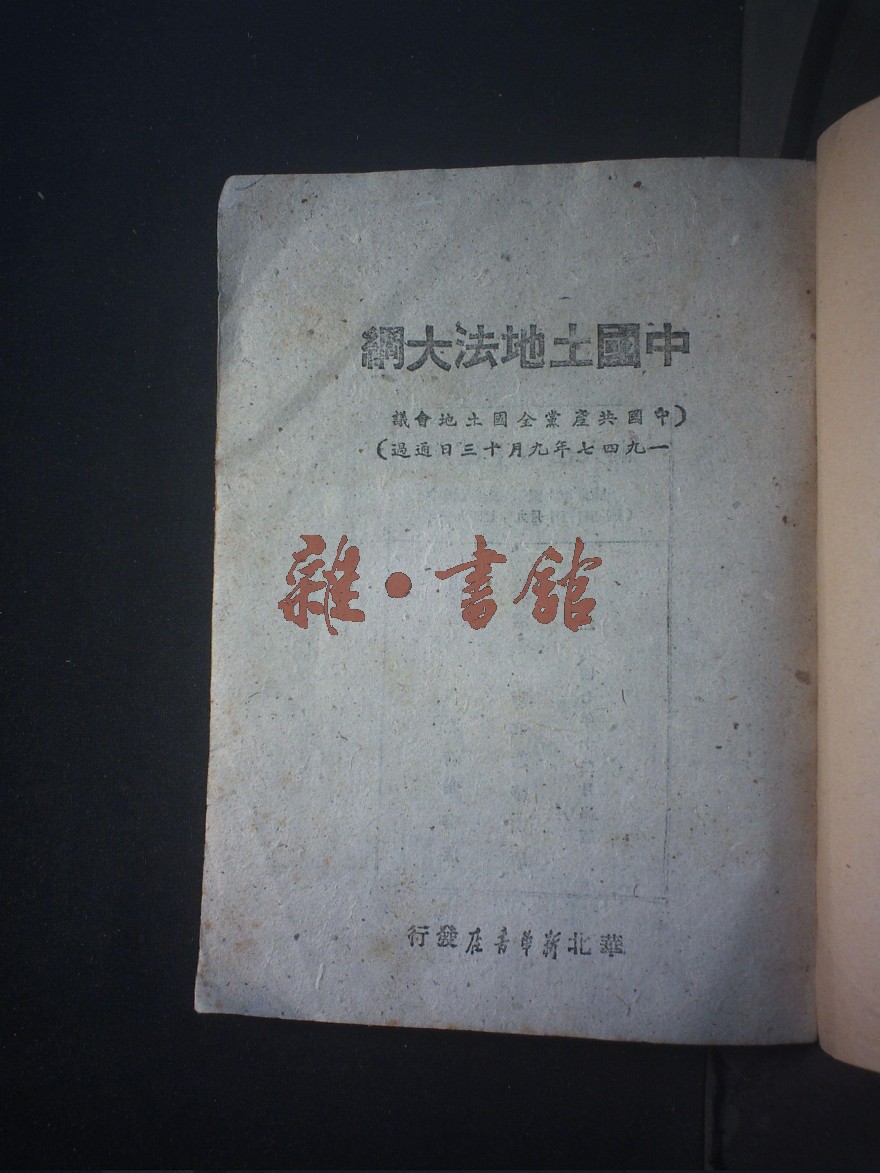 中國土地法大綱
(中國共產黨全國土地會議
一九四七年九月十三日通過)
雜·書館
華北新華書店發行